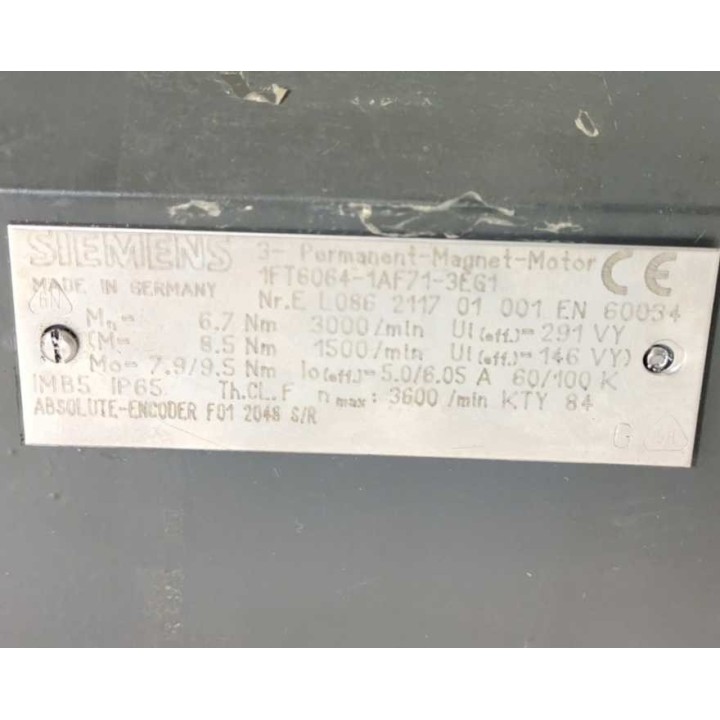 SIEMENS 3- Permanent-Magnet-Motor CE
1FT6064-1AF71-3EG1
MADE IN GERMANY Nr.E L086 2117 01 001 EN 60034
GN
Mn= 6.7 Nm 3000/min UI(eff.)= 291 VY
(M= 8.5 Nm 1500/min UI(eff.)= 146 VY)
Mo= 7.9/9.5 Nm Io(eff.)= 5.0/6.05 A 60/100 K
IMB5 IP65 Th.CL.F nmax: 3600 /min KTY 84
ABSOLUTE-ENCODER F01 2048 S/R
G